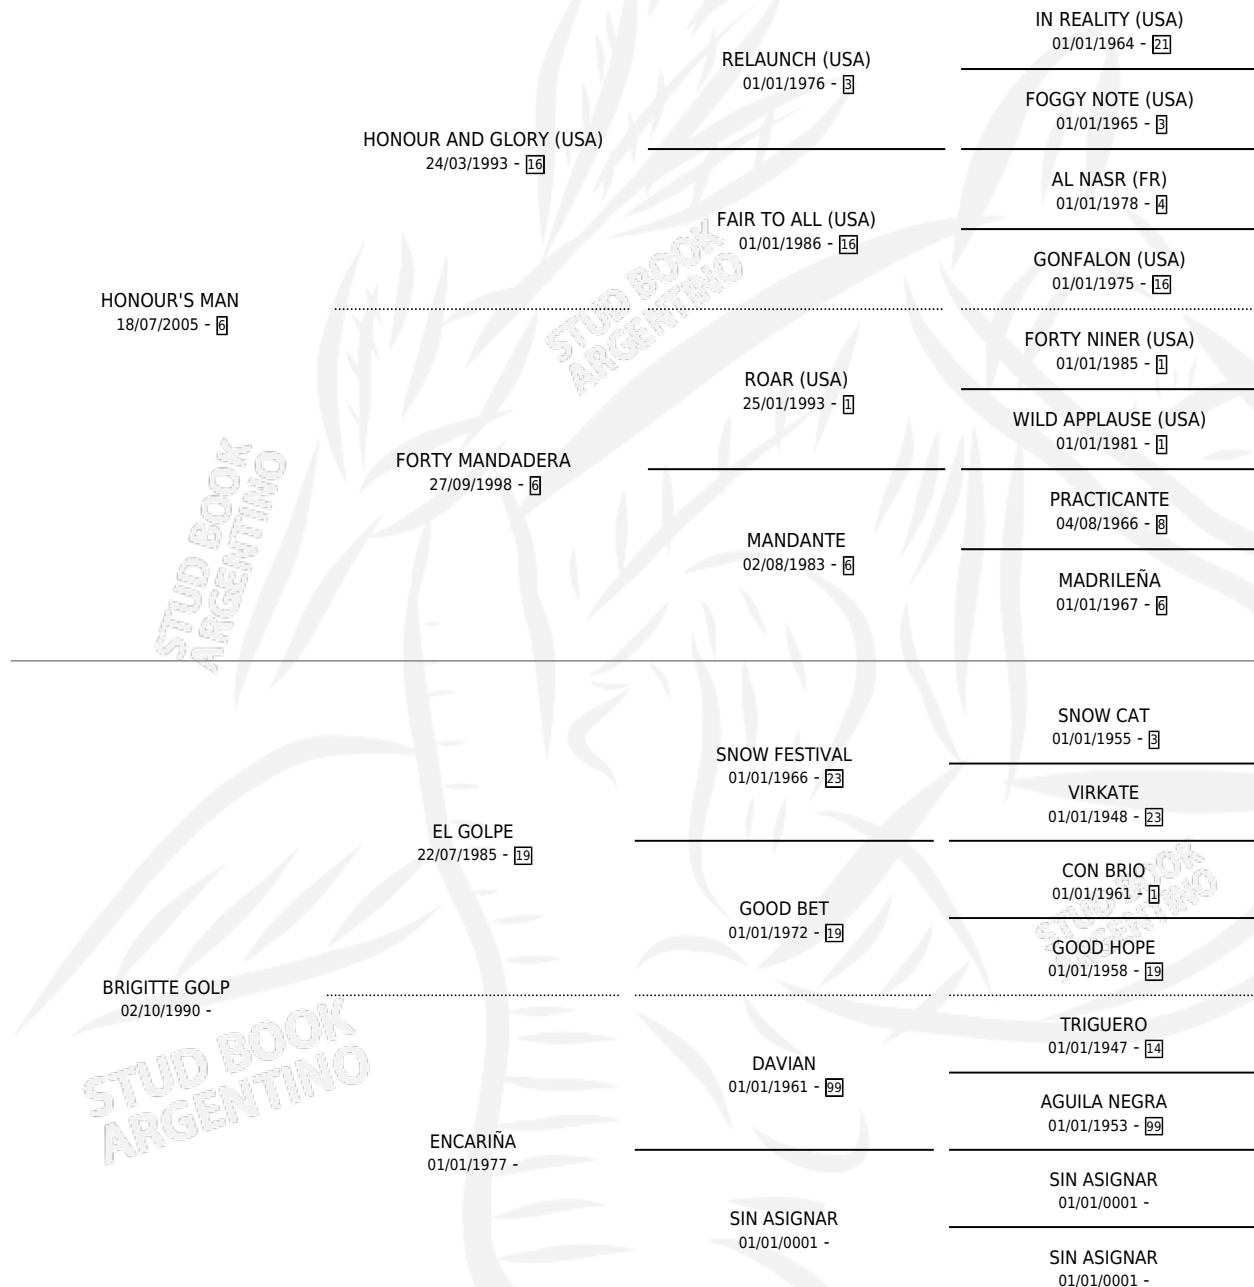 IN REALITY (USA)
01/01/1964 - 21
RELAUNCH (USA)
01/01/1976 - 3
FOGGY NOTE (USA)
01/01/1965 - 3
HONOUR AND GLORY (USA)
24/03/1993 - 16
AL NASR (FR)
01/01/1978 - 4
FAIR TO ALL (USA)
01/01/1986 - 16
GONFALON (USA)
01/01/1975 - 16
HONOUR'S MAN
18/07/2005 - 6
FORTY NINER (USA)
01/01/1985 - 1
ROAR (USA)
25/01/1993 - 1
WILD APPLAUSE (USA)
01/01/1981 - 1
FORTY MANDADERA
27/09/1998 - 6
PRACTICANTE
04/08/1966 - 8
MANDANTE
02/08/1983 - 6
MADRILEÑA
01/01/1967 - 6
SNOW CAT
01/01/1955 - 3
SNOW FESTIVAL
01/01/1966 - 23
VIRKATE
01/01/1948 - 23
EL GOLPE
22/07/1985 - 19
CON BRIO
01/01/1961 - 1
GOOD BET
01/01/1972 - 19
GOOD HOPE
01/01/1958 - 19
BRIGITTE GOLP
02/10/1990 -
TRIGUERO
01/01/1947 - 14
DAVIAN
01/01/1961 - 99
AGUILA NEGRA
01/01/1953 - 99
ENCARIÑA
01/01/1977 -
SIN ASIGNAR
01/01/0001 -
SIN ASIGNAR
01/01/0001 -
SIN ASIGNAR
01/01/0001 -
STUD BOOK
ARGENTINO
STUD BOOK
ARGENTINO
STUD BOOK
ARGENTINO
STUD BOOK
ARGENTINO